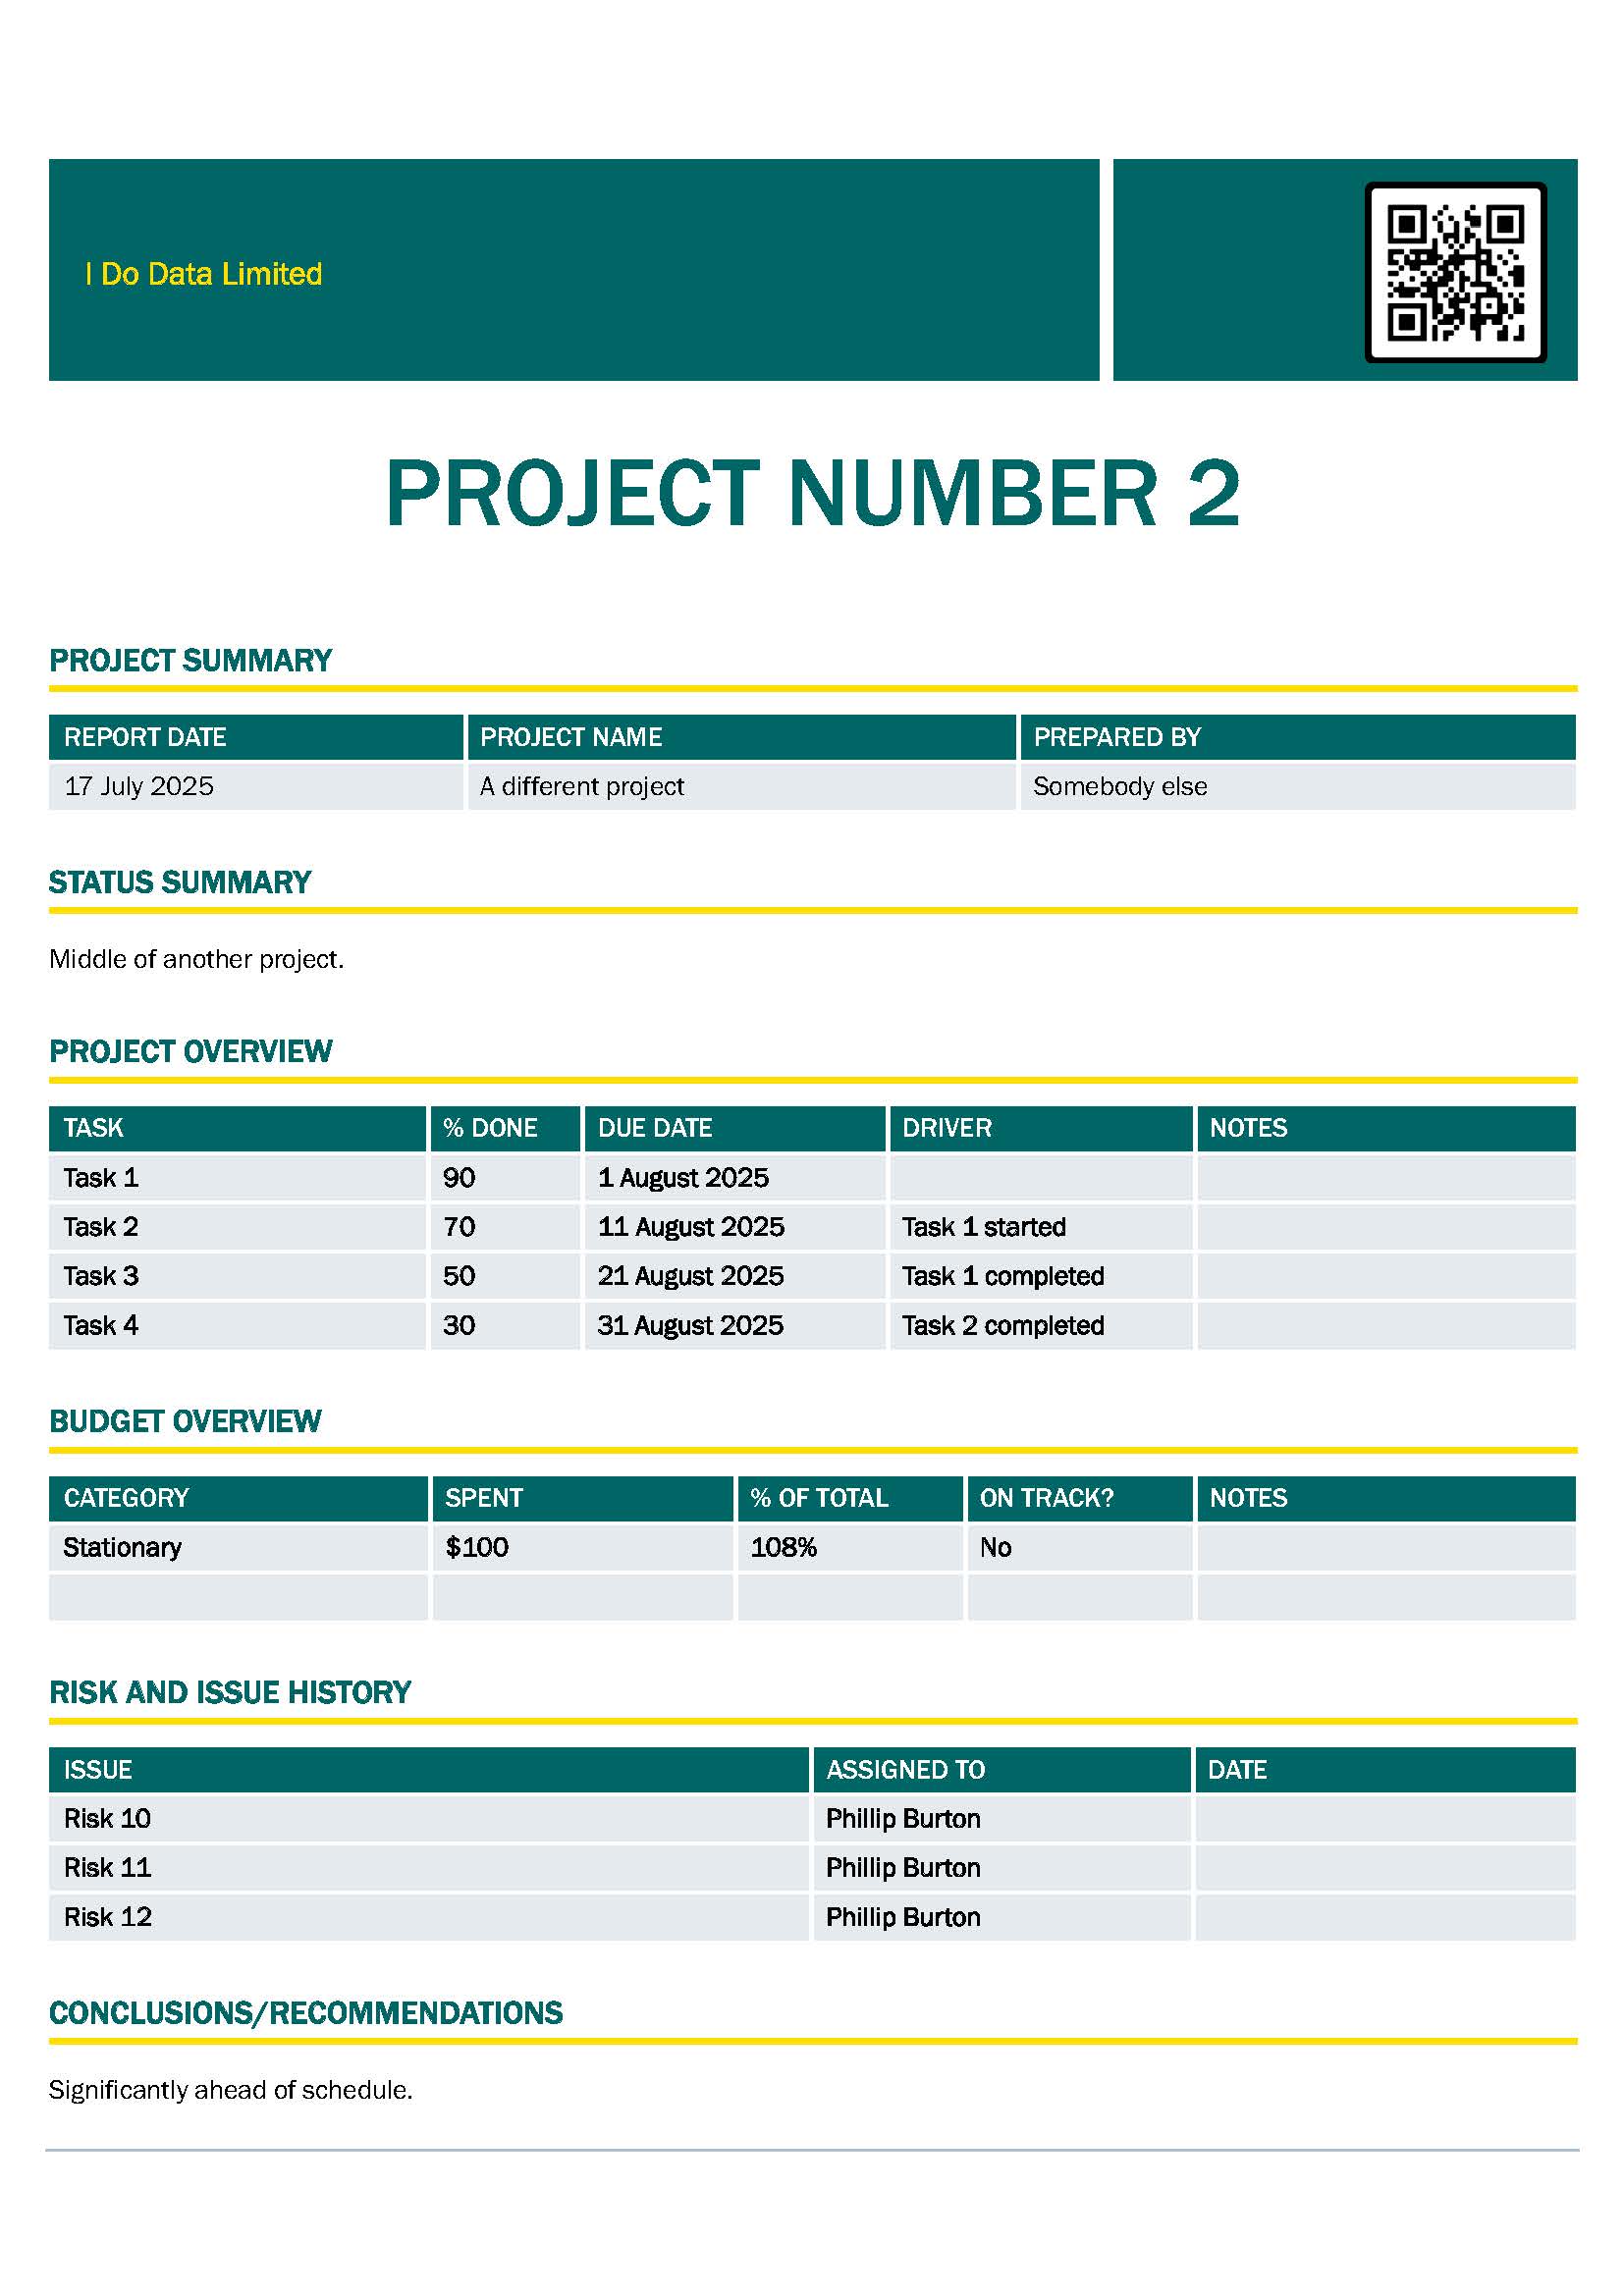 I Do Data Limited
PROJECT NUMBER 2
PROJECT SUMMARY
REPORT DATE PROJECT NAME PREPARED BY
17 July 2025 A different project Somebody else
STATUS SUMMARY
Middle of another project.
PROJECT OVERVIEW
TASK % DONE DUE DATE DRIVER NOTES
Task 1 90 1 August 2025
Task 2 70 11 August 2025 Task 1 started
Task 3 50 21 August 2025 Task 1 completed
Task 4 30 31 August 2025 Task 2 completed
BUDGET OVERVIEW
CATEGORY SPENT % OF TOTAL ON TRACK? NOTES
Stationary $100 108% No
RISK AND ISSUE HISTORY
ISSUE ASSIGNED TO DATE
Risk 10 Phillip Burton
Risk 11 Phillip Burton
Risk 12 Phillip Burton
CONCLUSIONS/RECOMMENDATIONS
Significantly ahead of schedule.